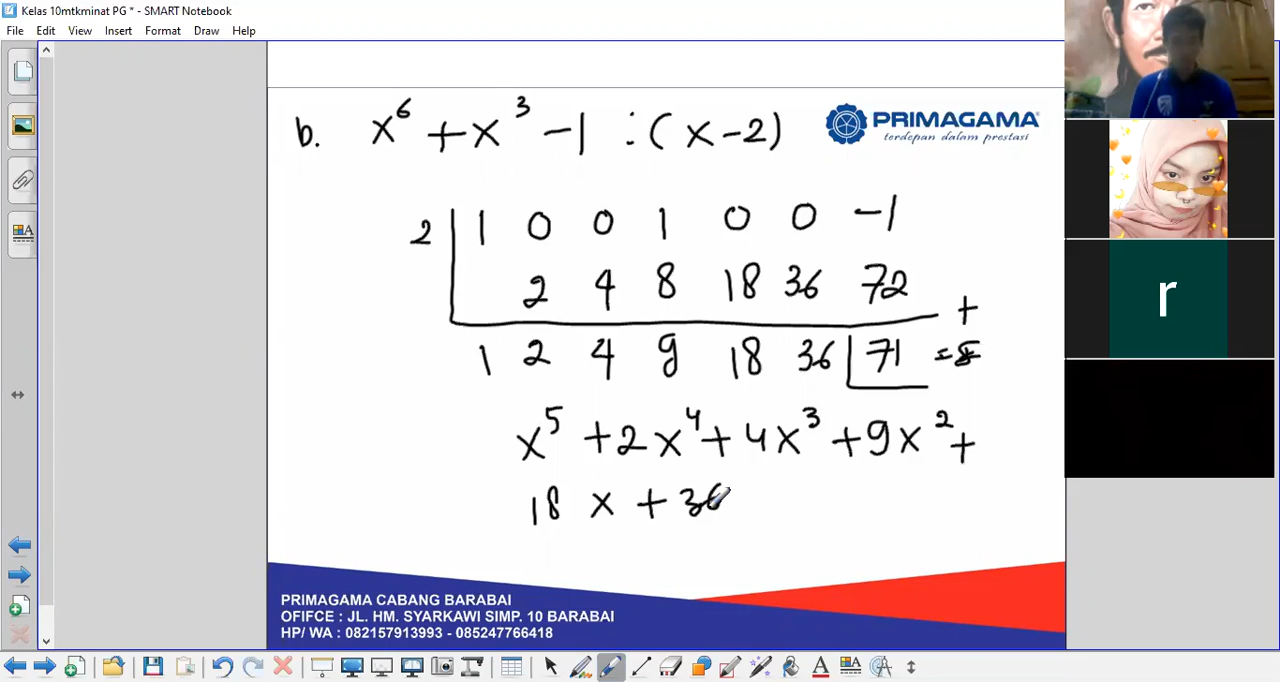 Kelas 10mtkminat PG * - SMART Notebook
File Edit View Insert Format Draw Help
b. x⁶ + x³ - 1 : (x - 2)
PRIMAGAMA
terdepan dalam prestasi
2 | 1 0 0 1 0 0 -1
2 4 8 18 36 72 +
1 2 4 9 18 36 | 71
x⁵ + 2x⁴ + 4x³ + 9x² +
18x + 36
r
PRIMAGAMA CABANG BARABAI
OFIFCE : JL. HM. SYARKAWI SIMP. 10 BARABAI
HP/ WA : 082157913993 - 085247766418